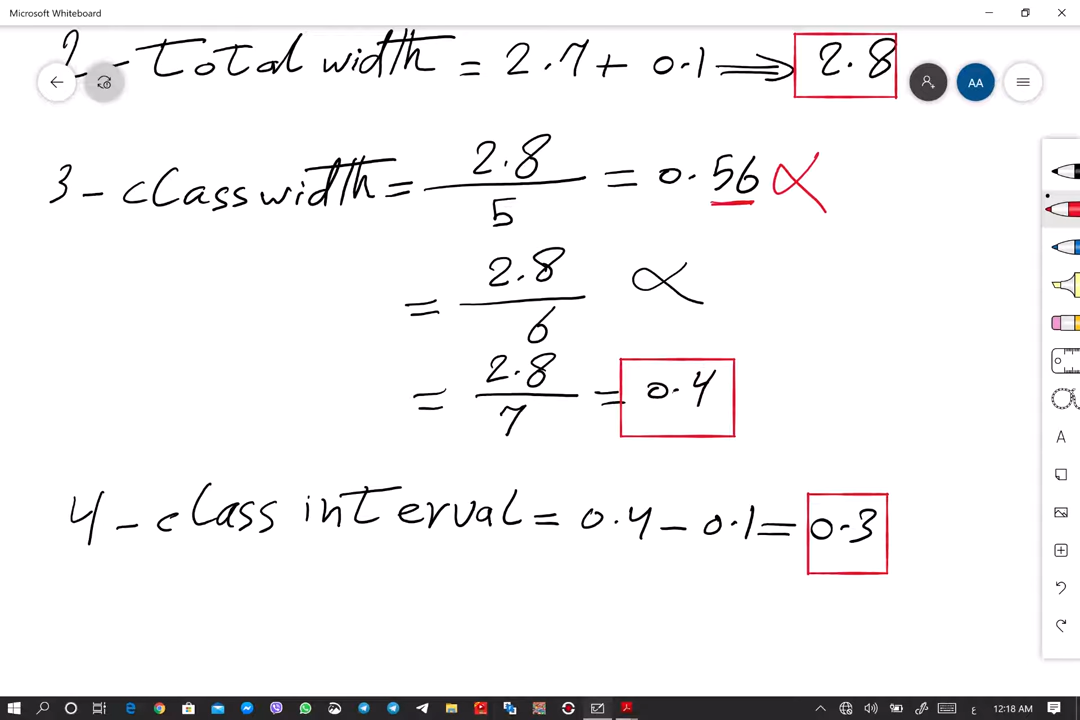 Microsoft Whiteboard
2 - Total width = 2.7 + 0.1 ⟹ 2.8
AA
3 - class width = 2.8/5 = 0.56 ∝
= 2.8/6 ∝
= 2.8/7 = 0.4
4 - class interval = 0.4 - 0.1 = 0.3
A
ع 12:18 AM